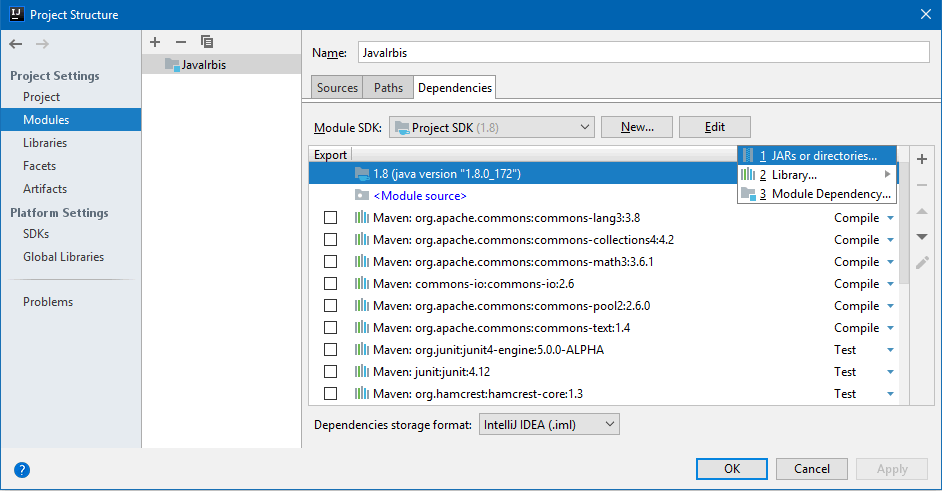 IJ Project Structure
Project Settings
Project
Modules
Libraries
Facets
Artifacts
Platform Settings
SDKs
Global Libraries
Problems
JavaIrbis
Name: JavaIrbis
Sources Paths Dependencies
Module SDK: Project SDK (1.8) New... Edit
Export
1 JARs or directories...
2 Library...
3 Module Dependency...
1.8 (java version "1.8.0_172")
<Module source>
Maven: org.apache.commons:commons-lang3:3.8 Compile
Maven: org.apache.commons:commons-collections4:4.2 Compile
Maven: org.apache.commons:commons-math3:3.6.1 Compile
Maven: commons-io:commons-io:2.6 Compile
Maven: org.apache.commons:commons-pool2:2.6.0 Compile
Maven: org.apache.commons:commons-text:1.4 Compile
Maven: org.junit:junit4-engine:5.0.0-ALPHA Test
Maven: junit:junit:4.12 Test
Maven: org.hamcrest:hamcrest-core:1.3 Test
Dependencies storage format: IntelliJ IDEA (.iml)
? OK Cancel Apply